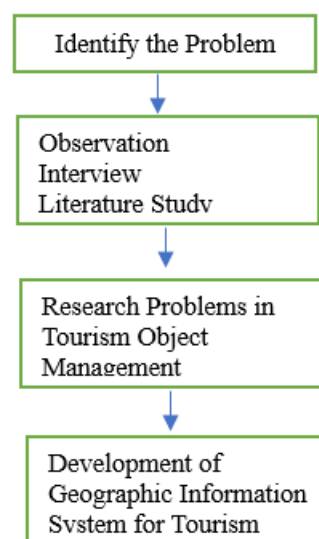 Identify the Problem
Observation
Interview
Literature Study
Research Problems in
Tourism Object
Management
Development of
Geographic Information
System for Tourism